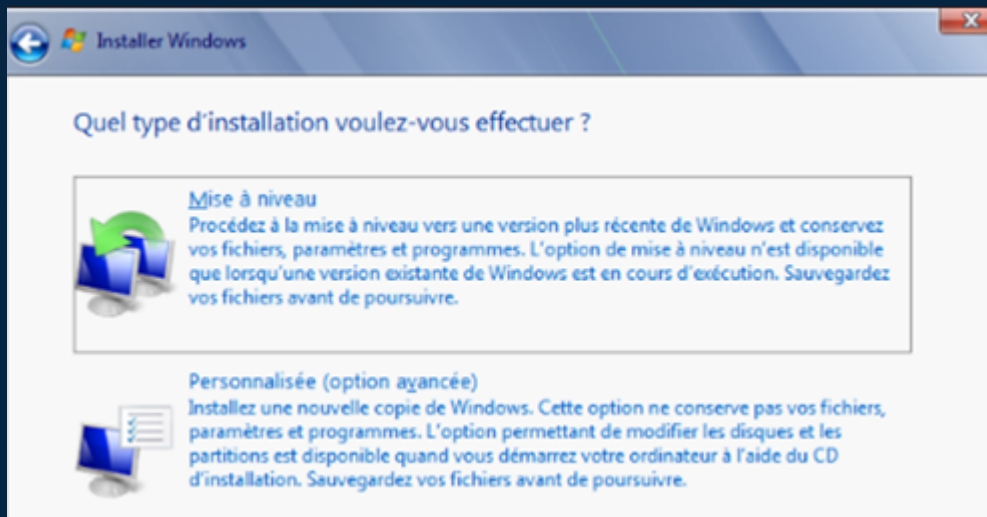 Installer Windows
Quel type d'installation voulez-vous effectuer ?
Mise à niveau
Procédez à la mise à niveau vers une version plus récente de Windows et conservez
vos fichiers, paramètres et programmes. L'option de mise à niveau n'est disponible
que lorsqu'une version existante de Windows est en cours d'exécution. Sauvegardez
vos fichiers avant de poursuivre.
Personnalisée (option avancée)
Installez une nouvelle copie de Windows. Cette option ne conserve pas vos fichiers,
paramètres et programmes. L'option permettant de modifier les disques et les
partitions est disponible quand vous démarrez votre ordinateur à l'aide du CD
d'installation. Sauvegardez vos fichiers avant de poursuivre.